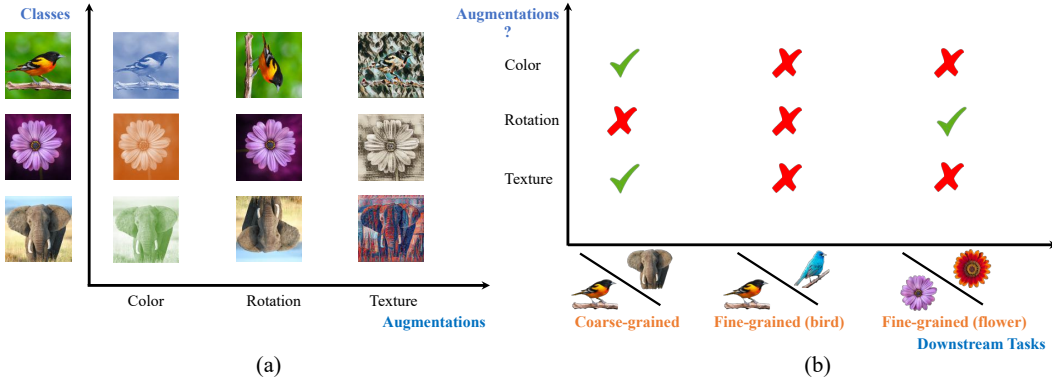 Classes
Color
Rotation
Texture
Augmentations
(a)
Augmentations
?
Color
Rotation
Texture
Coarse-grained
Fine-grained (bird)
Fine-grained (flower)
Downstream Tasks
(b)